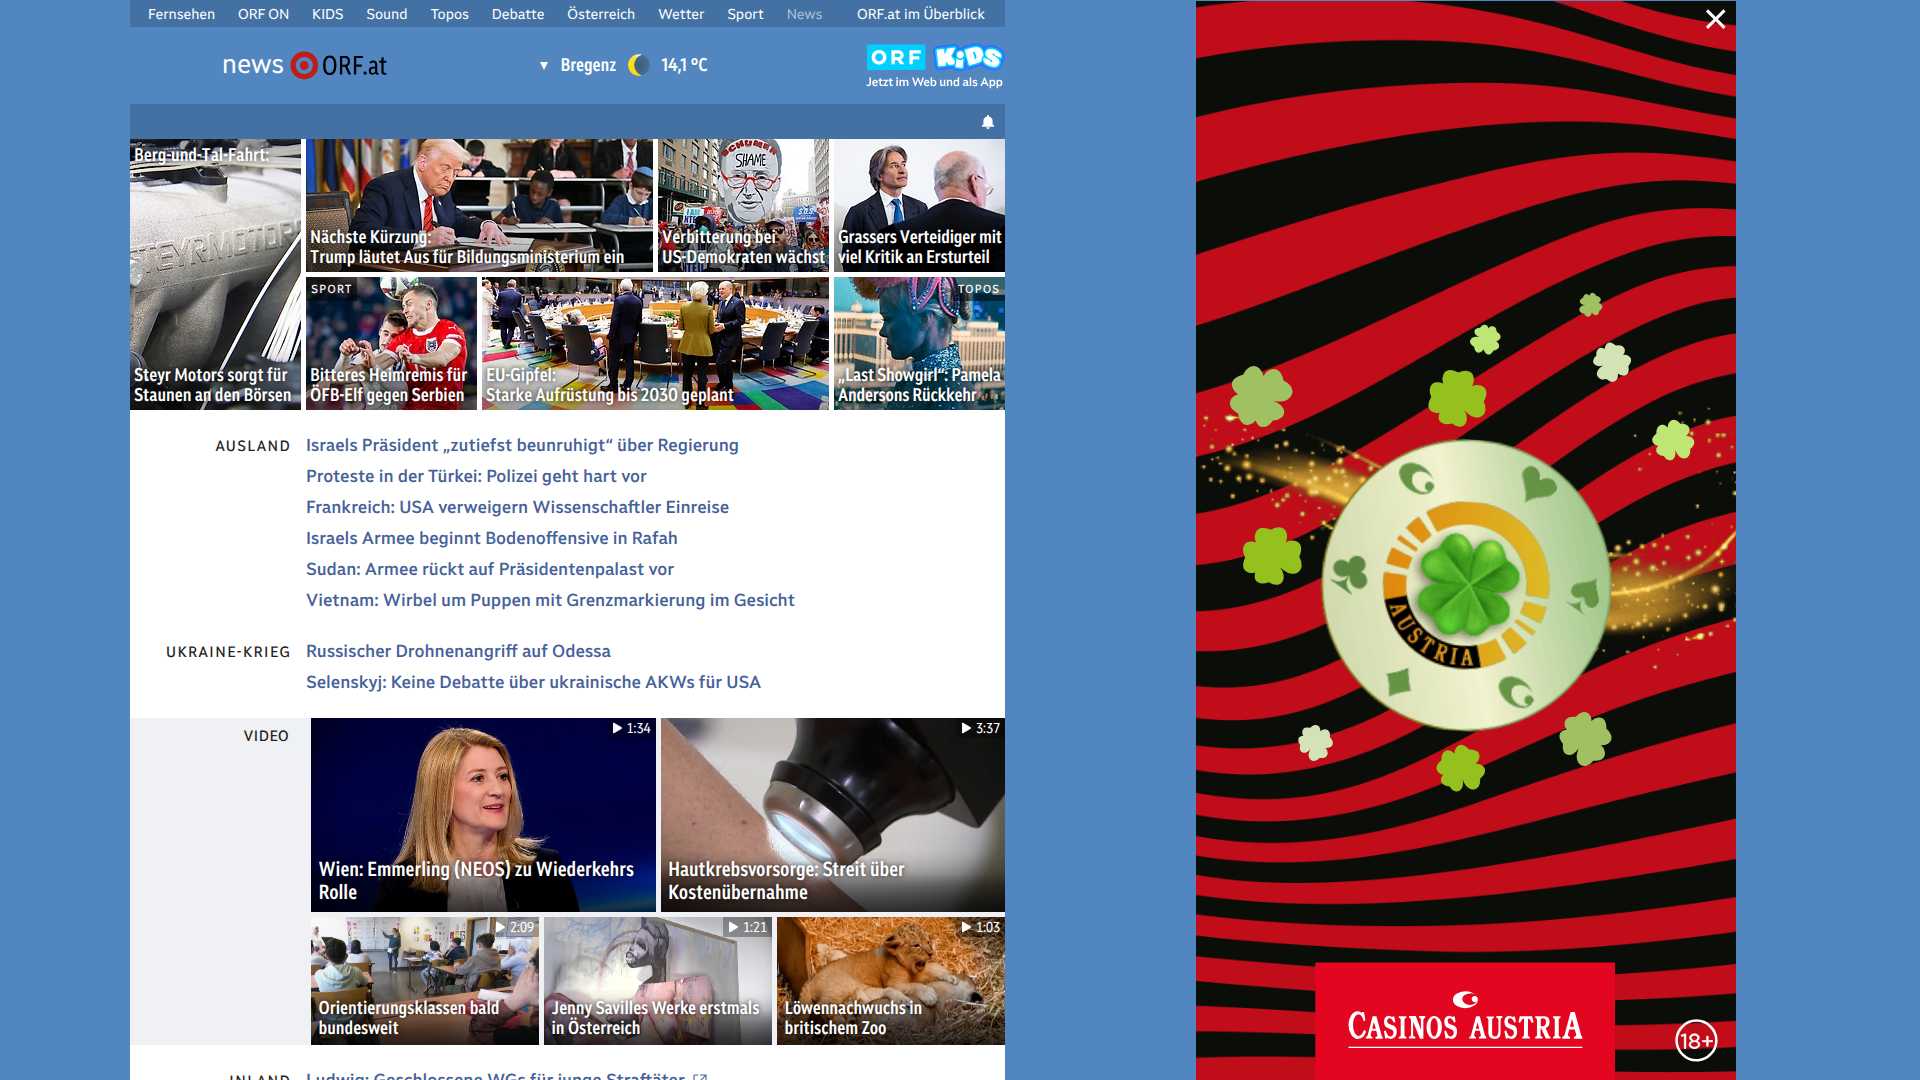 Fernsehen ORF ON KIDS Sound Topos Debatte Österreich Wetter Sport News ORF.at im Überblick
news ORF.at
▼ Bregenz 14,1 °C
ORF KiDS
Jetzt im Web und als App
Berg-und-Tal-Fahrt:
Steyr Motors sorgt für
Staunen an den Börsen
STEYRMOTOR
Nächste Kürzung:
Trump läutet Aus für Bildungsministerium ein
SCHUMER
SHAME
S.O.S.
Verbitterung bei
US-Demokraten wächst
Grassers Verteidiger mit
viel Kritik an Ersturteil
SPORT
Bitteres Heimremis für
ÖFB-Elf gegen Serbien
EU-Gipfel:
Starke Aufrüstung bis 2030 geplant
TOPOS
„Last Showgirl“: Pamela
Andersons Rückkehr
AUSLAND
Israels Präsident „zutiefst beunruhigt“ über Regierung
Proteste in der Türkei: Polizei geht hart vor
Frankreich: USA verweigern Wissenschaftler Einreise
Israels Armee beginnt Bodenoffensive in Rafah
Sudan: Armee rückt auf Präsidentenpalast vor
Vietnam: Wirbel um Puppen mit Grenzmarkierung im Gesicht
UKRAINE-KRIEG
Russischer Drohnenangriff auf Odessa
Selenskyj: Keine Debatte über ukrainische AKWs für USA
VIDEO
1:34
Wien: Emmerling (NEOS) zu Wiederkehrs
Rolle
3:37
Hautkrebsvorsorge: Streit über
Kostenübernahme
2:09
Orientierungsklassen bald
bundesweit
1:21
Jenny Savilles Werke erstmals
in Österreich
1:03
Löwennachwuchs in
britischem Zoo
INLAND
Ludwig: Geschlossene WGs für junge Straftäter
AUSTRIA
CASINOS AUSTRIA
18+